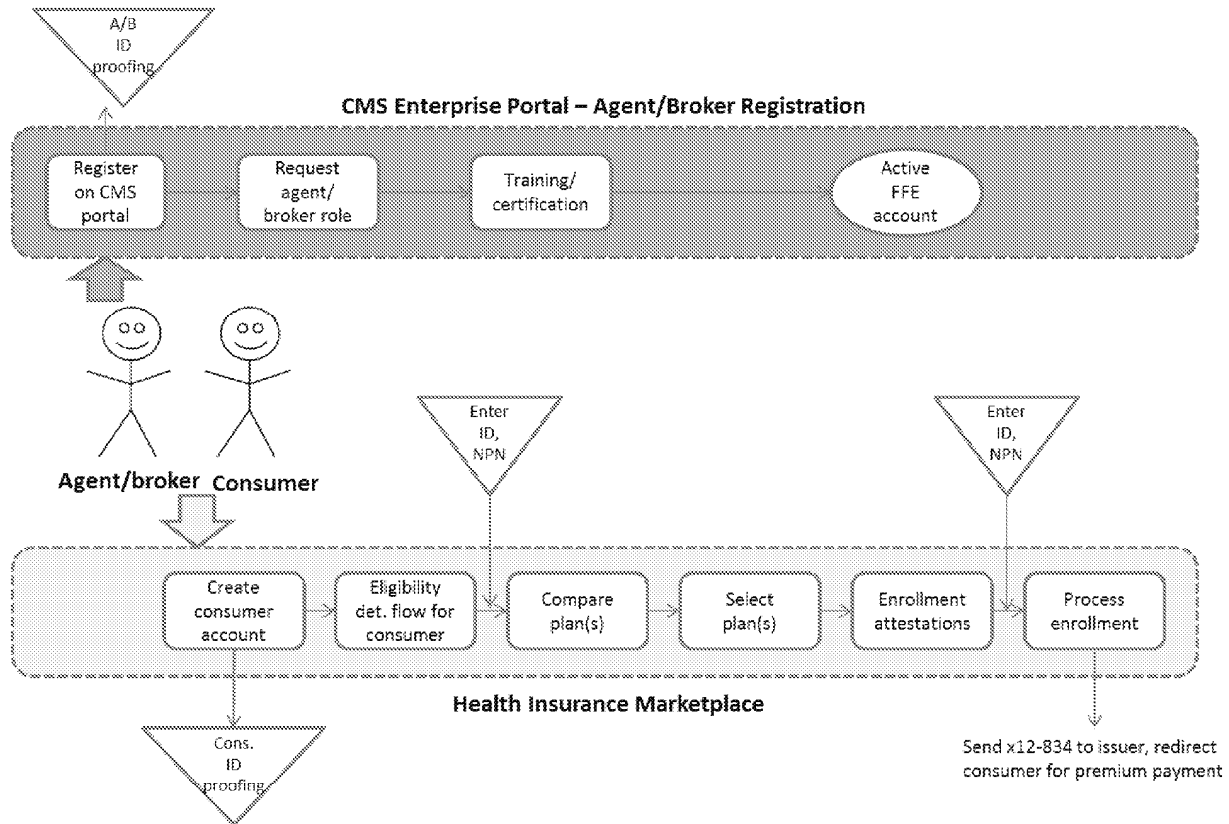 A/B
ID
proofing
CMS Enterprise Portal – Agent/Broker Registration
Register
on CMS
portal
Request
agent/
broker role
Training/
certification
Active
FFE
account
Agent/broker
Consumer
Enter
ID,
NPN
Enter
ID,
NPN
Create
consumer
account
Eligibility
det. flow for
consumer
Compare
plan(s)
Select
plan(s)
Enrollment
attestations
Process
enrollment
Health Insurance Marketplace
Cons.
ID
proofing
Send x12-834 to issuer, redirect
consumer for premium payment